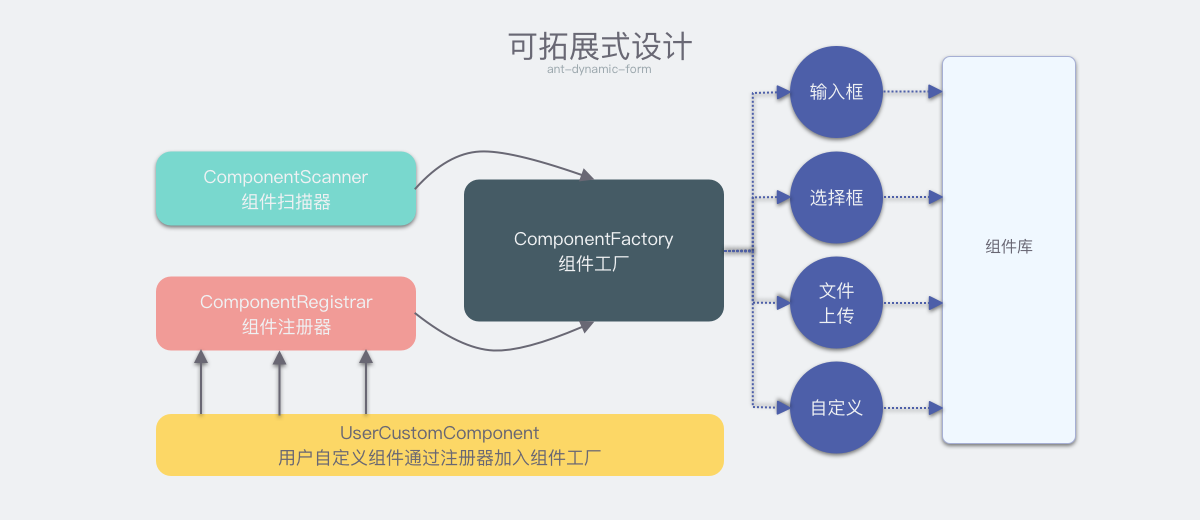 可拓展式设计
ant-dynamic-form
ComponentScanner
组件扫描器
ComponentRegistrar
组件注册器
UserCustomComponent
用户自定义组件通过注册器加入组件工厂
ComponentFactory
组件工厂
输入框
选择框
文件
上传
自定义
组件库